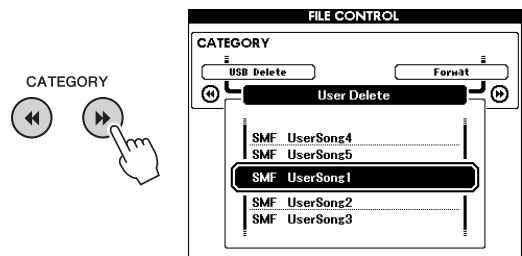 FILE CONTROL
CATEGORY
USB Delete
Format
User Delete
CATEGORY
SMF UserSong4
SMF UserSong5
SMF UserSong1
SMF UserSong2
SMF UserSong3